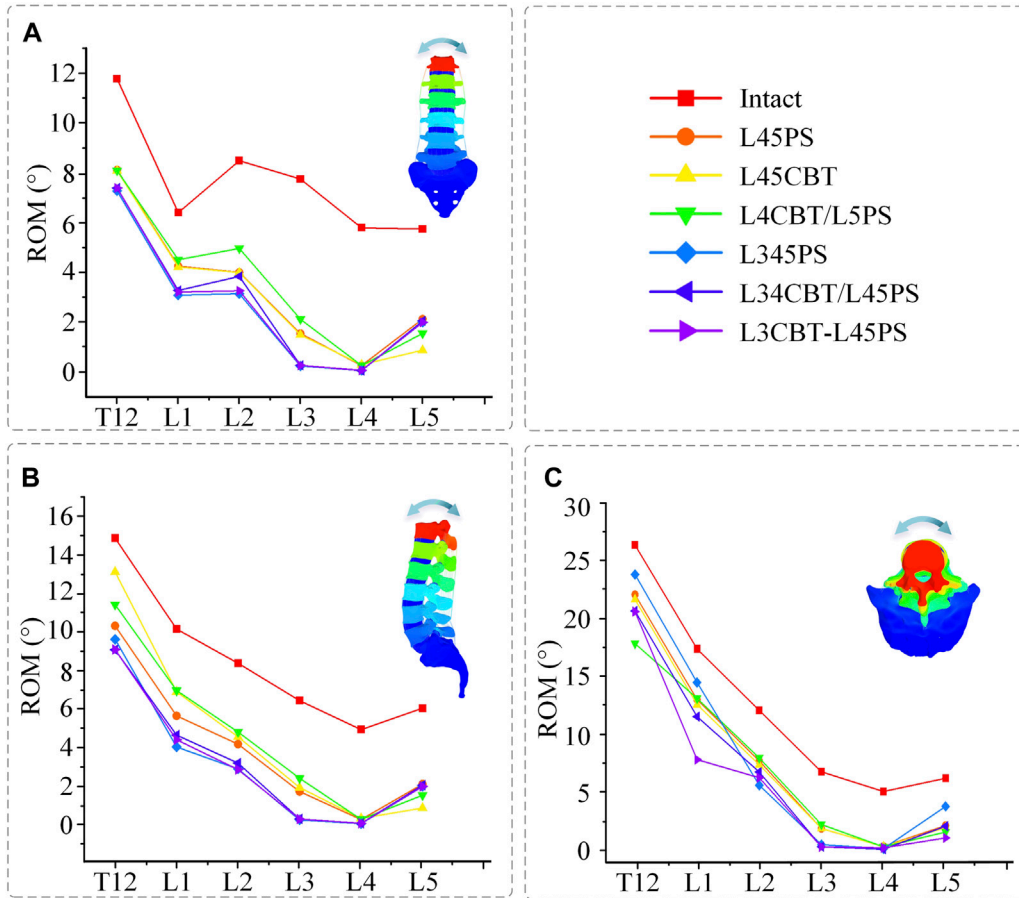 A
ROM (°)
12
10
8
6
4
2
0
T12 L1 L2 L3 L4 L5
Intact
L45PS
L45CBT
L4CBT/L5PS
L345PS
L34CBT/L45PS
L3CBT-L45PS
B
ROM (°)
16
14
12
10
8
6
4
2
0
T12 L1 L2 L3 L4 L5
C
ROM (°)
30
25
20
15
10
5
0
T12 L1 L2 L3 L4 L5